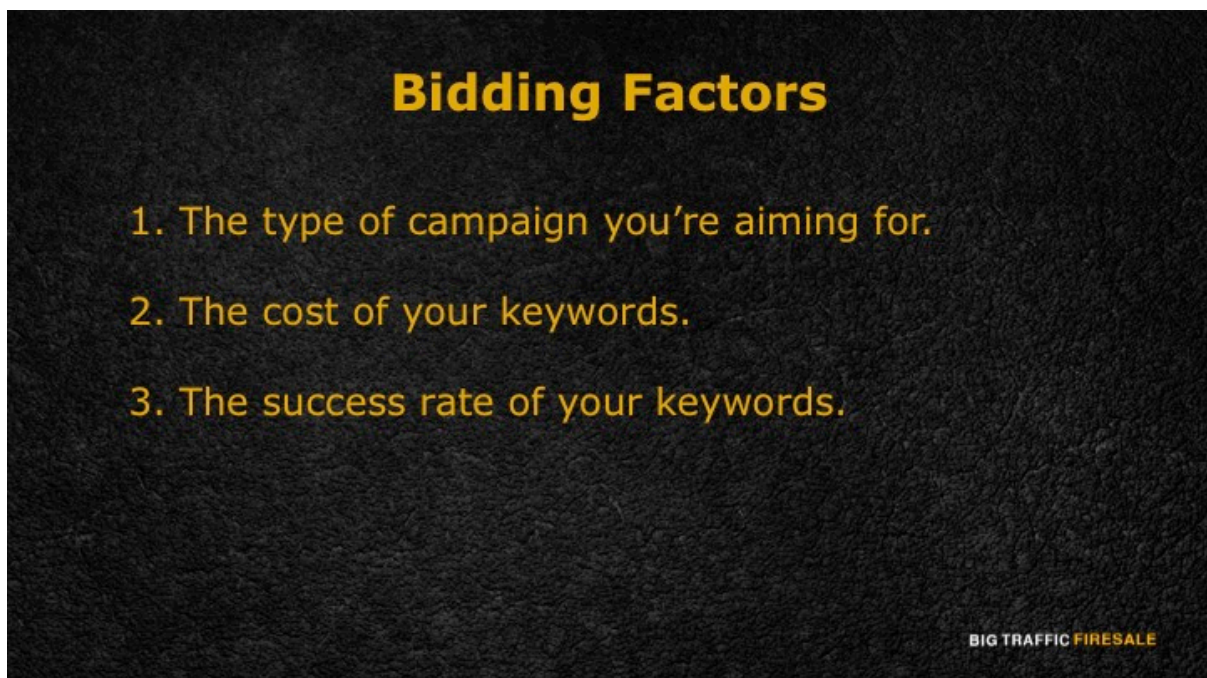 Bidding Factors
1. The type of campaign you’re aiming for.
2. The cost of your keywords.
3. The success rate of your keywords.
BIG TRAFFIC FIRESALE